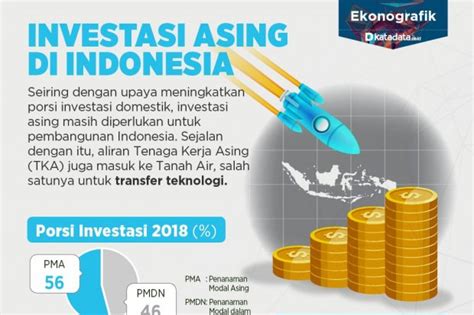 Ekonografik
katadata.co.id
INVESTASI ASING
DI INDONESIA
Seiring dengan upaya meningkatkan
porsi investasi domestik, investasi
asing masih diperlukan untuk
pembangunan Indonesia. Sejalan
dengan itu, aliran Tenaga Kerja Asing
(TKA) juga masuk ke Tanah Air, salah
satunya untuk transfer teknologi.
Porsi Investasi 2018 (%)
PMA
56
PMDN
46
PMA : Penanaman
Modal Asing
PMDN: Penanaman
Modal dalam